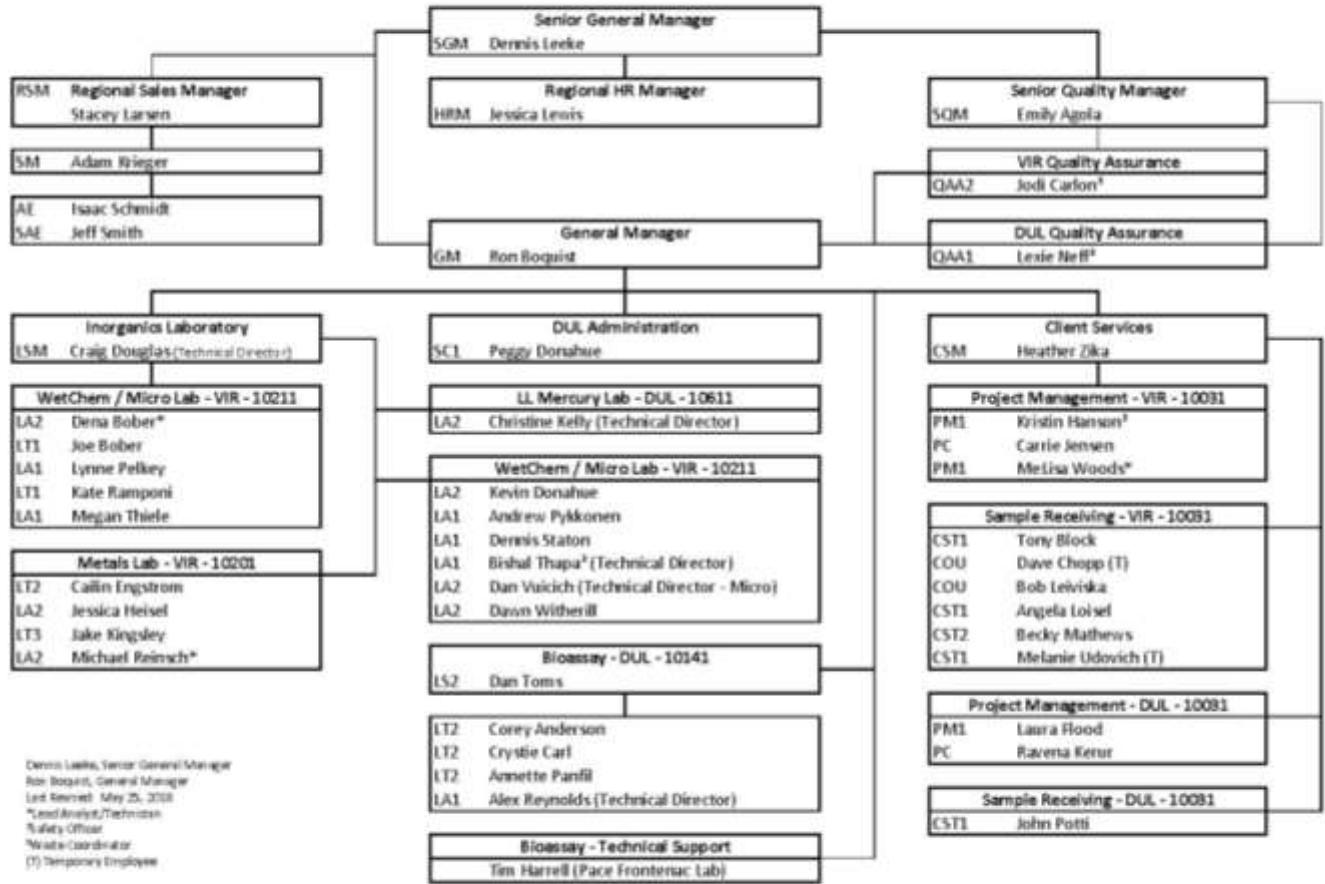 Senior General Manager
SGM Dennis Leeke
RSM Regional Sales Manager
Stacey Larsen
Regional HR Manager
HRM Jessica Lewis
Senior Quality Manager
SQM Emily Agola
SM Adam Krieger
VIR Quality Assurance
QAA2 Jodi Carlon
AE Isaac Schmidt
SAE Jeff Smith
General Manager
GM Ron Boquist
DUL Quality Assurance
QAA1 Lexie Neff
Inorganics Laboratory
LSM Craig Douglas (Technical Director)
DUL Administration
SC1 Peggy Donahue
Client Services
CSM Heather Zika
WetChem / Micro Lab - VIR - 10211
LA2 Dena Bober*
LT1 Joe Bober
LA1 Lynne Pelkey
LT1 Kate Ramponi
LA1 Megan Thiele
LL Mercury Lab - DUL - 10611
LA2 Christine Kelly (Technical Director)
Project Management - VIR - 10031
PM1 Kristin Hanson
PC Carrie Jensen
PM1 MeLisa Woods*
WetChem / Micro Lab - VIR - 10211
LA2 Kevin Donahue
LA1 Andrew Pykkonen
LA1 Dennis Staton
LA1 Bishal Thapa (Technical Director)
LA2 Dan Vuicich (Technical Director - Micro)
LA2 Dawn Witherill
Sample Receiving - VIR - 10031
CST1 Tony Block
COU Dave Chopp (T)
COU Bob Leiviska
CST1 Angela Loisel
CST2 Becky Mathews
CST1 Melanie Udovich (T)
Metals Lab - VIR - 10201
LT2 Cailin Engstrom
LA2 Jessica Heisel
LT3 Jake Kingsley
LA2 Michael Reinsch*
Bioassay - DUL - 10141
LS2 Dan Toms
LT2 Corey Anderson
LT2 Crystie Carl
LT2 Annette Panfil
LA1 Alex Reynolds (Technical Director)
Project Management - DUL - 10031
PM1 Laura Flood
PC Ravena Kerur
Sample Receiving - DUL - 10031
CST1 John Potti
Bioassay - Technical Support
Tim Harrell (Pace Frontenac Lab)
Dennis Leeke, Senior General Manager
Ron Boquist, General Manager
Last Revised: May 25, 2018
*Lead Analyst/Technician
Safety Officer
Waste Coordinator
(T) Temporary Employee